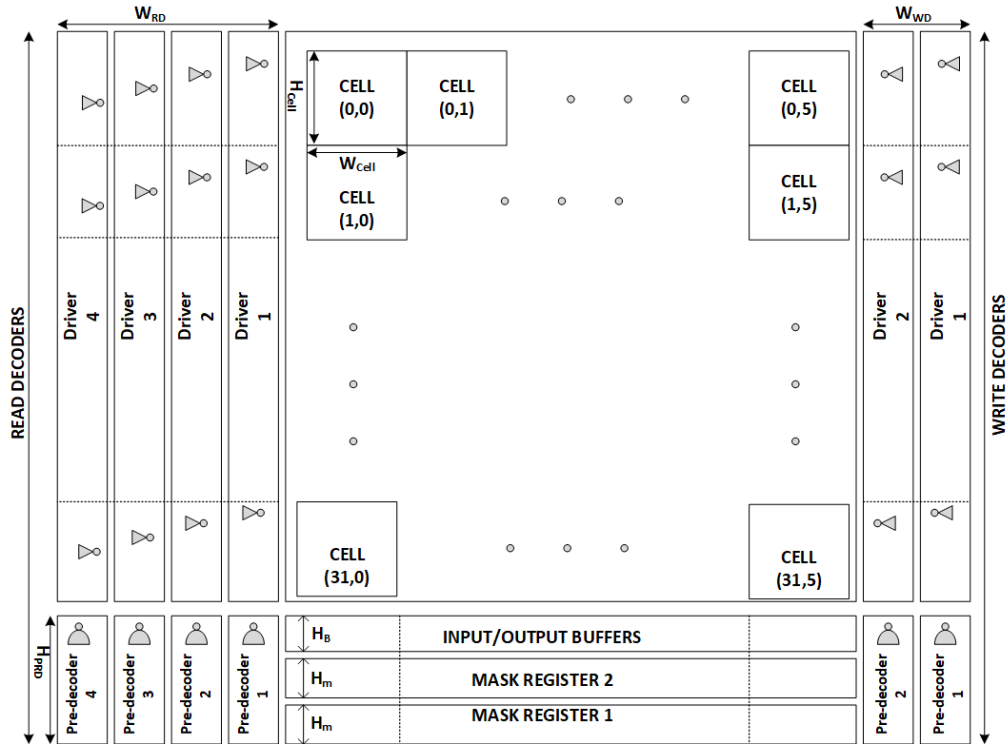 W_RD
W_WD
H_Cell
CELL
(0,0)
CELL
(0,1)
CELL
(0,5)
W_Cell
CELL
(1,0)
CELL
(1,5)
READ DECODERS
Driver
4
Driver
3
Driver
2
Driver
1
Driver
2
Driver
1
WRITE DECODERS
CELL
(31,0)
CELL
(31,5)
H_PRD
Pre-decoder
4
Pre-decoder
3
Pre-decoder
2
Pre-decoder
1
H_B
INPUT/OUTPUT BUFFERS
H_m
MASK REGISTER 2
H_m
MASK REGISTER 1
Pre-decoder
2
Pre-decoder
1